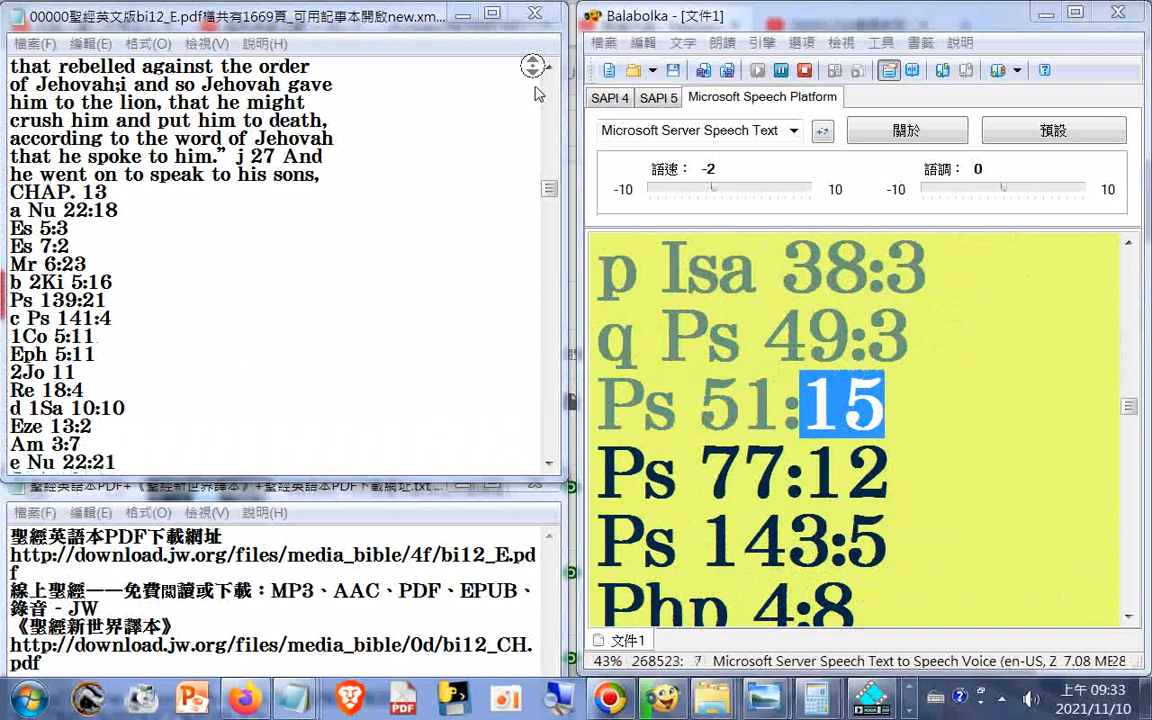 00000聖經英文版bi12_E.pdf檔共有1669頁_可用記事本開啟new.xm...
檔案(F) 編輯(E) 格式(O) 檢視(V) 說明(H)
that rebelled against the order
of Jehovah;i and so Jehovah gave
him to the lion, that he might
crush him and put him to death,
according to the word of Jehovah
that he spoke to him.” j 27 And
he went on to speak to his sons,
CHAP. 13
a Nu 22:18
Es 5:3
Es 7:2
Mr 6:23
b 2Ki 5:16
Ps 139:21
c Ps 141:4
1Co 5:11
Eph 5:11
2Jo 11
Re 18:4
d 1Sa 10:10
Eze 13:2
Am 3:7
e Nu 22:21
聖經英語本PDF+《聖經新世界譯本》+聖經英語本PDF下載網址.txt ...
檔案(F) 編輯(E) 格式(O) 檢視(V) 說明(H)
聖經英語本PDF下載網址
http://download.jw.org/files/media_bible/4f/bi12_E.pd
f
線上聖經——免費閱讀或下載：MP3、AAC、PDF、EPUB、
錄音 - JW
《聖經新世界譯本》
http://download.jw.org/files/media_bible/0d/bi12_CH.
pdf
Balabolka - [文件1]
檔案 編輯 文字 朗讀 引擎 選項 檢視 工具 書籤 說明
SAPI 4 SAPI 5 Microsoft Speech Platform
Microsoft Server Speech Text 關於 預設
語速： -2 語調： 0
-10 10 -10 10
p Isa 38:3
q Ps 49:3
Ps 51:15
Ps 77:12
Ps 143:5
Php 4:8
文件1
43% 268523: 7 Microsoft Server Speech Text to Speech Voice (en-US, Z 7.08 ME28
PDF
上午 09:33
2021/11/10